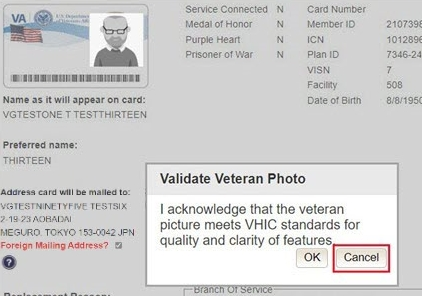 VA
U.S. Department
of Veterans Affairs
Service Connected N
Medal of Honor N
Purple Heart N
Prisoner of War N
Card Number
Member ID 2107398
ICN 1012896
Plan ID 7346-24
VISN 7
Facility 508
Date of Birth 8/8/1950
Name as it will appear on card:
VGTESTONE T TESTTHIRTEEN
Preferred name:
THIRTEEN
Address card will be mailed to:
VGTESTNINETYFIVE TESTSIX
2-19-23 AOBADAI
MEGURO, TOKYO 153-0042 JPN
Foreign Mailing Address?
?
Validate Veteran Photo
I acknowledge that the veteran
picture meets VHIC standards for
quality and clarity of features
OK Cancel
Branch Of Service